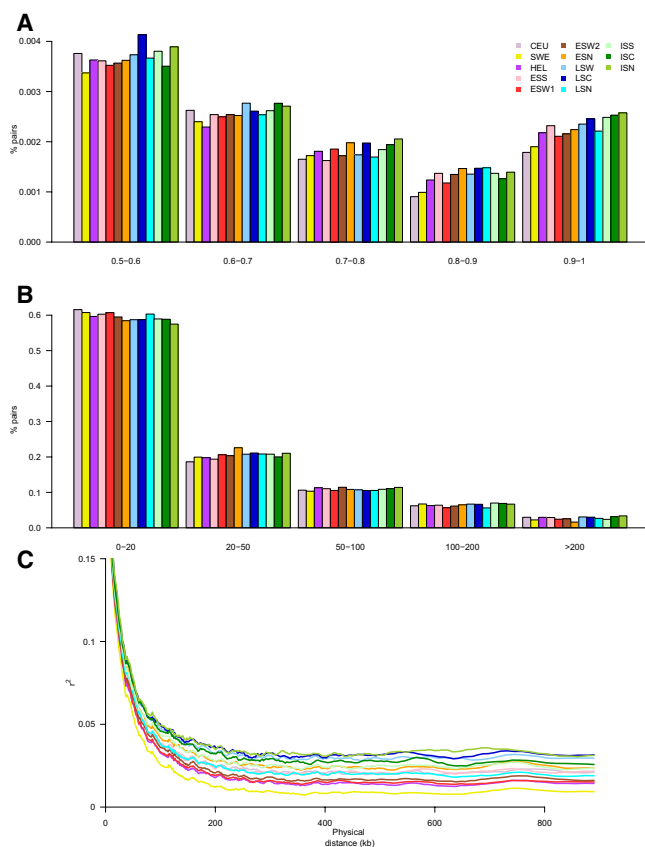 A
0.004
0.003
0.002
0.001
0.000
% pairs
CEU ESW2 ISS
SWE ESN ISC
HEL LSW ISN
ESS LSC
ESW1 LSN
0.5−0.6 0.6−0.7 0.7−0.8 0.8−0.9 0.9−1
B
0.6
0.5
0.4
0.3
0.2
0.1
0.0
% pairs
0−20 20−50 50−100 100−200 >200
C
0.15
0.1
0.05
0
r²
0 200 400 600 800
Physical
distance (kb)